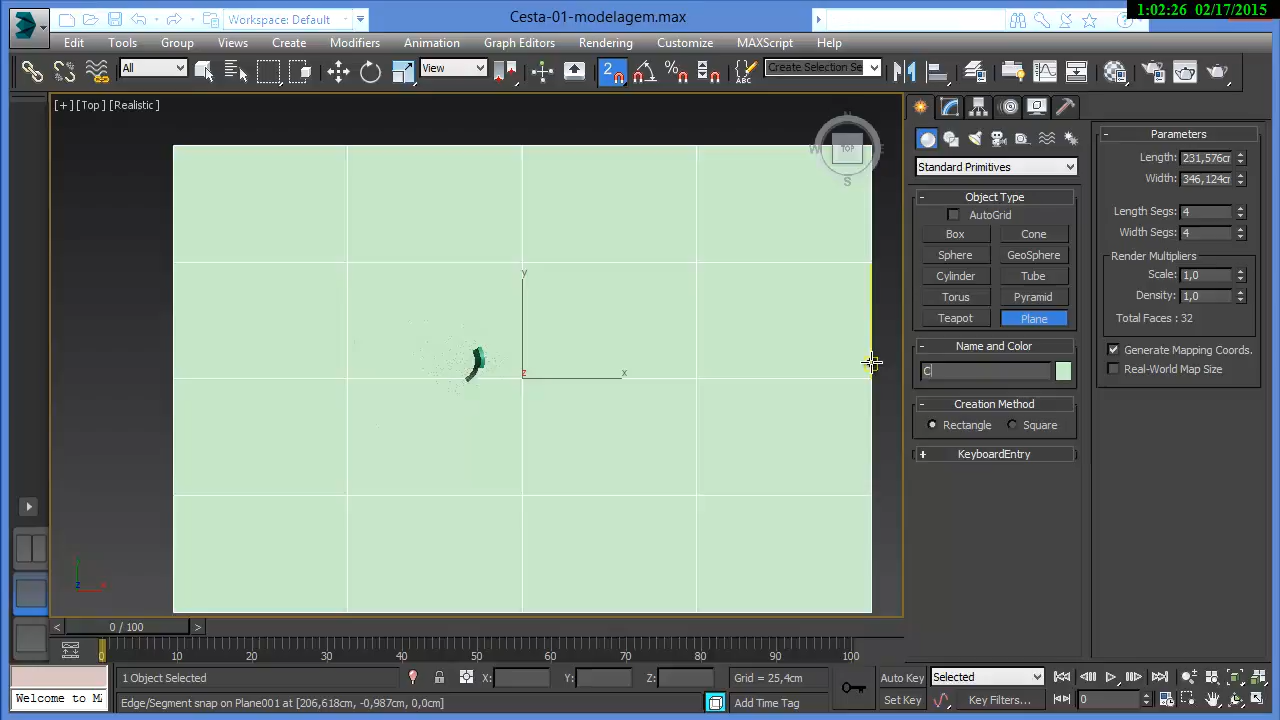 1:02:26 02/17/2015
Workspace: Default
Cesta-01-modelagem.max
Edit Tools Group Views Create Modifiers Animation Graph Editors Rendering Customize MAXScript Help
All
View
2
Create Selection Se
[+] [Top] [Realistic]
N
W
TOP
E
S
y
x
z
Standard Primitives
Object Type
AutoGrid
Box Cone
Sphere GeoSphere
Cylinder Tube
Torus Pyramid
Teapot Plane
Name and Color
C
Creation Method
Rectangle Square
KeyboardEntry
Parameters
Length: 231,576cm
Width: 346,124cm
Length Segs: 4
Width Segs: 4
Render Multipliers
Scale: 1,0
Density: 1,0
Total Faces : 32
Generate Mapping Coords.
Real-World Map Size
0 / 100
0 10 20 30 40 50 60 70 80 90 100
1 Object Selected
X: Y: Z:
Grid = 25,4cm
Auto Key
Selected
Welcome to M
Edge/Segment snap on Plane001 at [206,618cm, -0,987cm, 0,0cm]
Add Time Tag
Set Key
Key Filters...
0